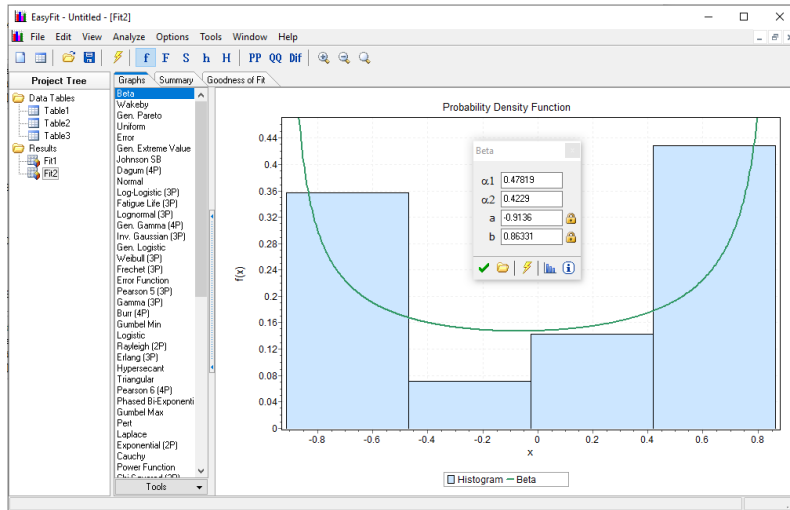 EasyFit - Untitled - [Fit2]
File Edit View Analyze Options Tools Window Help
f F S h H PP QQ Dif
Project Tree
Data Tables
Table1
Table2
Table3
Results
Fit1
Fit2
Graphs Summary Goodness of Fit
Beta
Wakeby
Gen. Pareto
Uniform
Error
Gen. Extreme Value
Johnson SB
Dagum (4P)
Normal
Log-Logistic (3P)
Fatigue Life (3P)
Lognormal (3P)
Gen. Gamma (4P)
Inv. Gaussian (3P)
Gen. Logistic
Weibull (3P)
Frechet (3P)
Error Function
Pearson 5 (3P)
Gamma (3P)
Burr (4P)
Gumbel Min
Logistic
Rayleigh (2P)
Erlang (3P)
Hypersecant
Triangular
Pearson 6 (4P)
Phased Bi-Exponenti
Gumbel Max
Pert
Laplace
Exponential (2P)
Cauchy
Power Function
Tools
Probability Density Function
0.44
0.4
0.36
0.32
0.28
0.24
0.2
0.16
0.12
0.08
0.04
0
f(x)
Beta
α1 0.47819
α2 0.4229
a -0.9136
b 0.86331
-0.8 -0.6 -0.4 -0.2 0 0.2 0.4 0.6 0.8
x
Histogram Beta